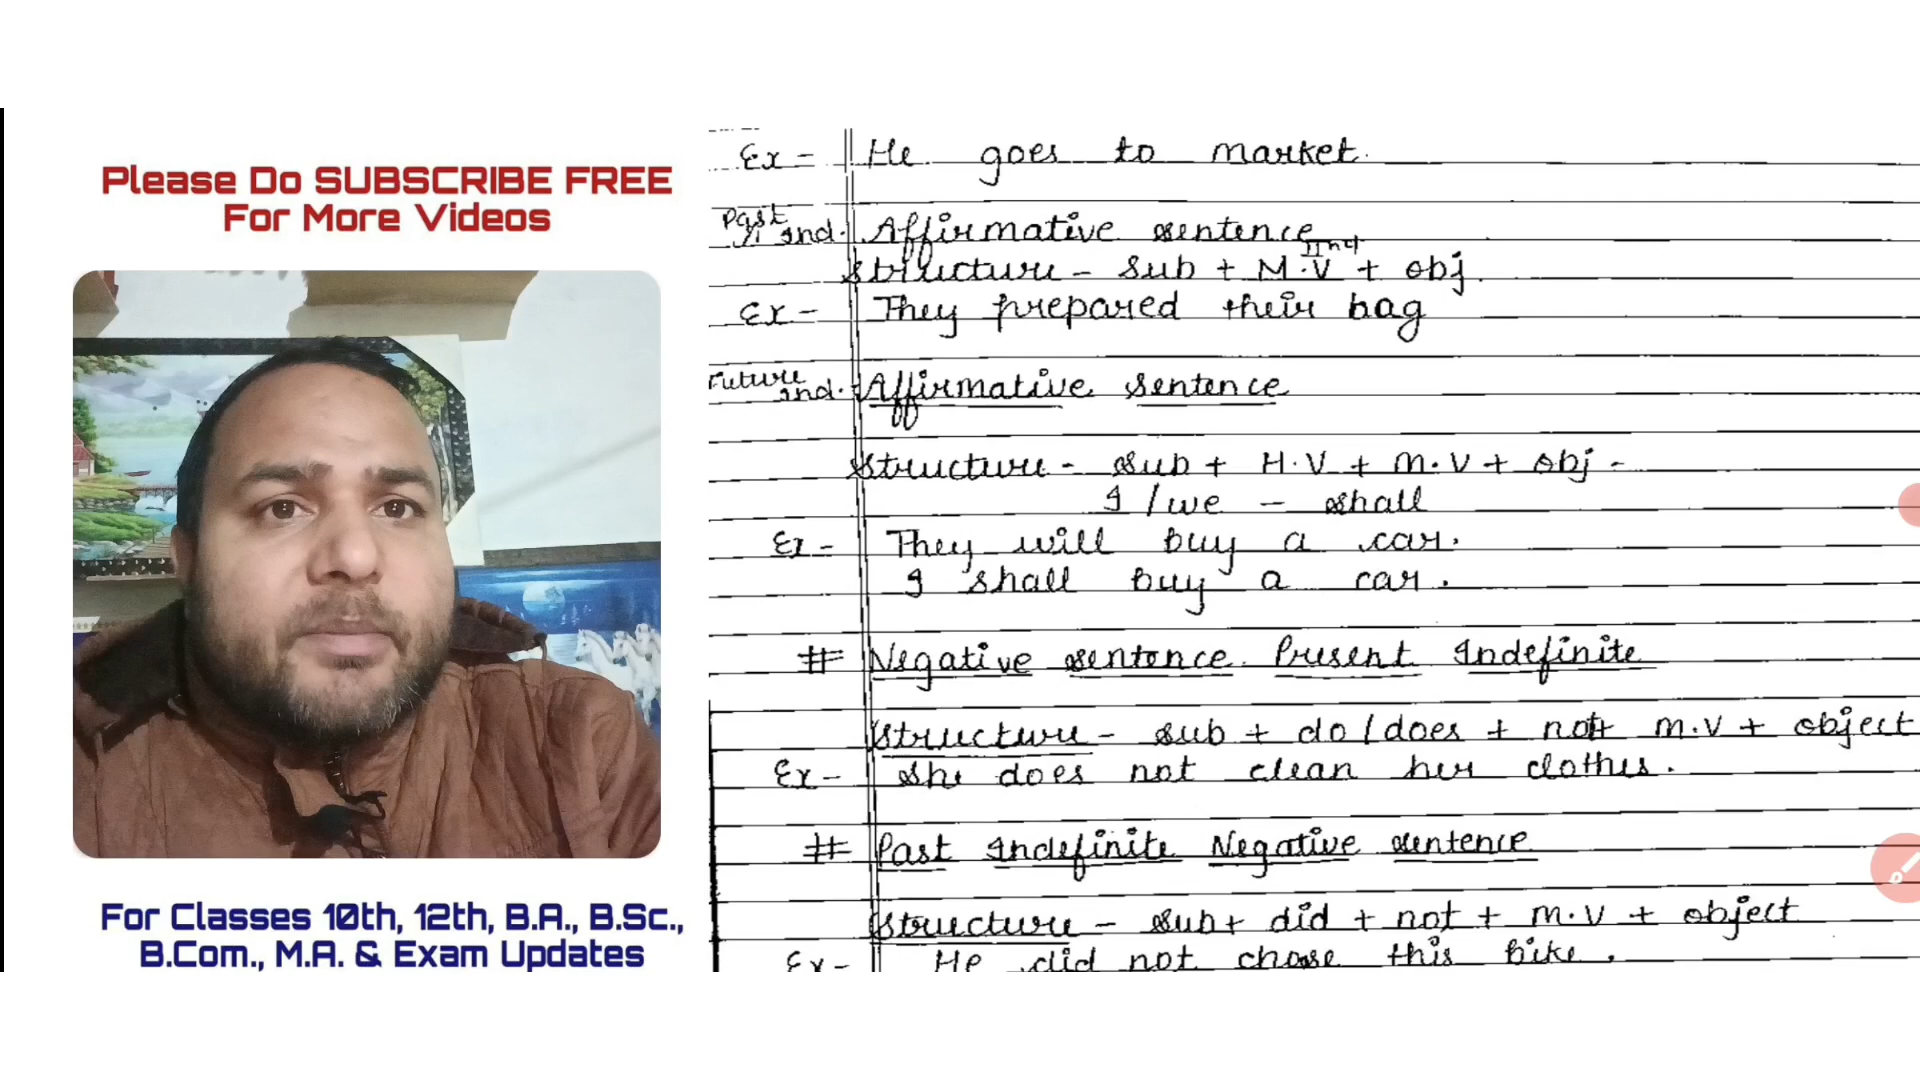 Please Do SUBSCRIBE FREE
For More Videos
For Classes 10th, 12th, B.A., B.Sc.,
B.Com., M.A. & Exam Updates
Ex = He goes to market.
Past Ind. Affirmative sentence
structure - Sub + M.V IInd + obj.
Ex - They prepared their bag
Future Ind. Affirmative Sentence
structure - Sub + H.V + M.V + Obj -
I / we - shall
Ex - They will buy a car.
I shall buy a car.
# Negative sentence Present Indefinite
structure - sub + do / does + not + M.V + object
Ex - she does not clean her clothes.
# Past Indefinite Negative sentence
structure - sub + did + not + M.V + object
Ex - He did not choose this bike.